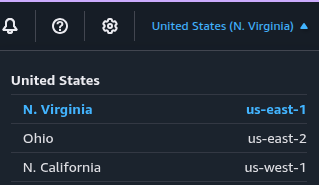 United States (N. Virginia)
United States
N. Virginia us-east-1
Ohio us-east-2
N. California us-west-1